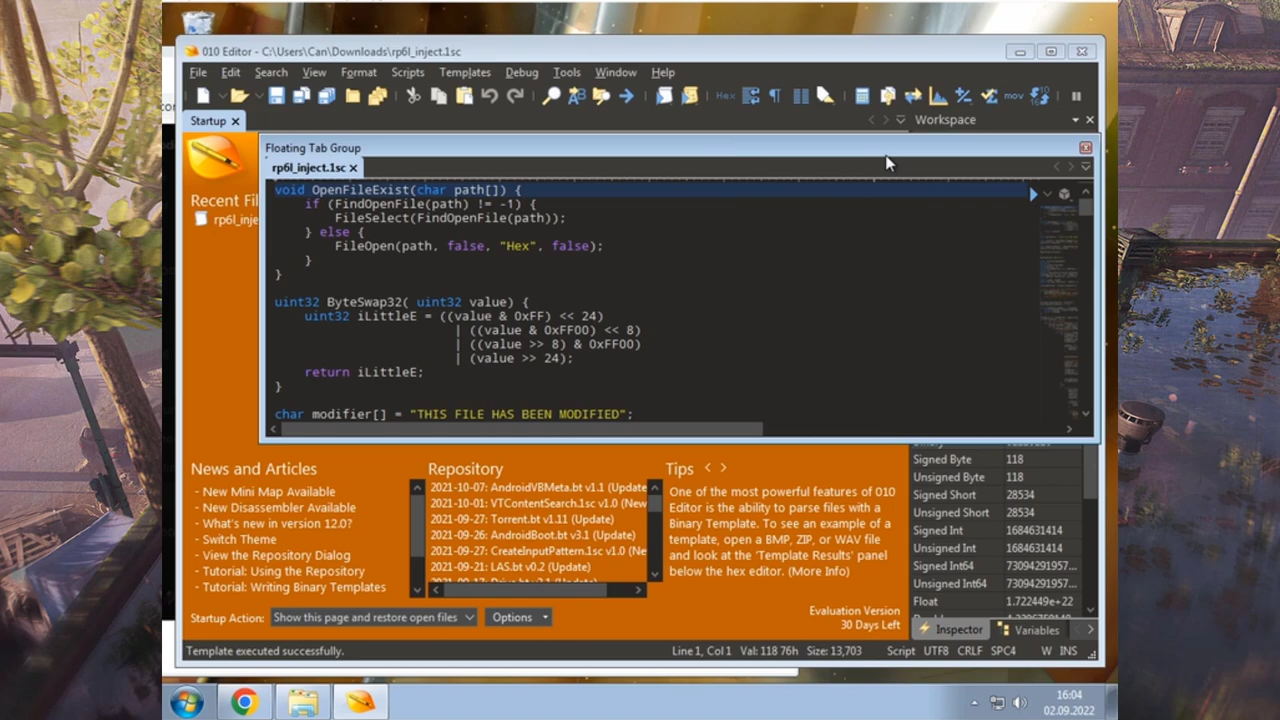 010 Editor - C:\Users\Can\Downloads\rp6l_inject.1sc
File Edit Search View Format Scripts Templates Debug Tools Window Help
Hex
mov
Startup
Workspace
Floating Tab Group
rp6l_inject.1sc
Recent Fil
rp6l_inje
void OpenFileExist(char path[]) {
if (FindOpenFile(path) != -1) {
FileSelect(FindOpenFile(path));
} else {
FileOpen(path, false, "Hex", false);
}
}
uint32 ByteSwap32( uint32 value) {
uint32 iLittleE = ((value & 0xFF) << 24)
| ((value & 0xFF00) << 8)
| ((value >> 8) & 0xFF00)
| (value >> 24);
return iLittleE;
}
char modifier[] = "THIS FILE HAS BEEN MODIFIED";
News and Articles
- New Mini Map Available
- New Disassembler Available
- What's new in version 12.0?
- Switch Theme
- View the Repository Dialog
- Tutorial: Using the Repository
- Tutorial: Writing Binary Templates
Repository
2021-10-07: AndroidVBMeta.bt v1.1 (Update
2021-10-01: VTContentSearch.1sc v1.0 (New
2021-09-27: Torrent.bt v1.11 (Update)
2021-09-26: AndroidBoot.bt v3.1 (Update)
2021-09-27: CreateInputPattern.1sc v1.0 (Ne
2021-09-21: LAS.bt v0.2 (Update)
Tips
One of the most powerful features of 010
Editor is the ability to parse files with a
Binary Template. To see an example of a
template, open a BMP, ZIP, or WAV file
and look at the 'Template Results' panel
below the hex editor. (More Info)
Signed Byte 118
Unsigned Byte 118
Signed Short 28534
Unsigned Short 28534
Signed Int 1684631414
Unsigned Int 1684631414
Signed Int64 73094291957...
Unsigned Int64 73094291957...
Float 1.722449e+22
Startup Action: Show this page and restore open files Options
Evaluation Version
30 Days Left
Inspector Variables
Template executed successfully.
Line 1, Col 1 Val: 118 76h Size: 13,703 Script UTF8 CRLF SPC4 W INS
16:04
02.09.2022